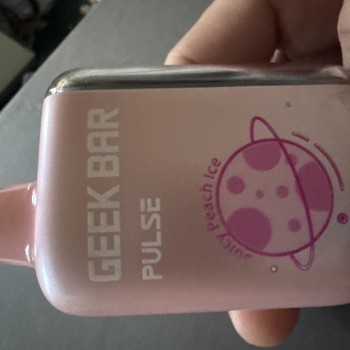 GEEK BAR
PULSE
Juicy Peach Ice